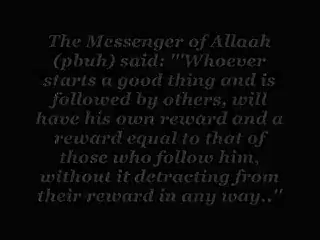 The Messenger of Allaah
(pbuh) said: "'Whoever
starts a good thing and is
followed by others, will
have his own reward and a
reward equal to that of
those who follow him,
without it detracting from
their reward in any way.."